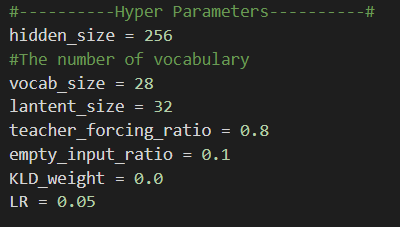 #----------Hyper Parameters----------#
hidden_size = 256
#The number of vocabulary
vocab_size = 28
lantent_size = 32
teacher_forcing_ratio = 0.8
empty_input_ratio = 0.1
KLD_weight = 0.0
LR = 0.05